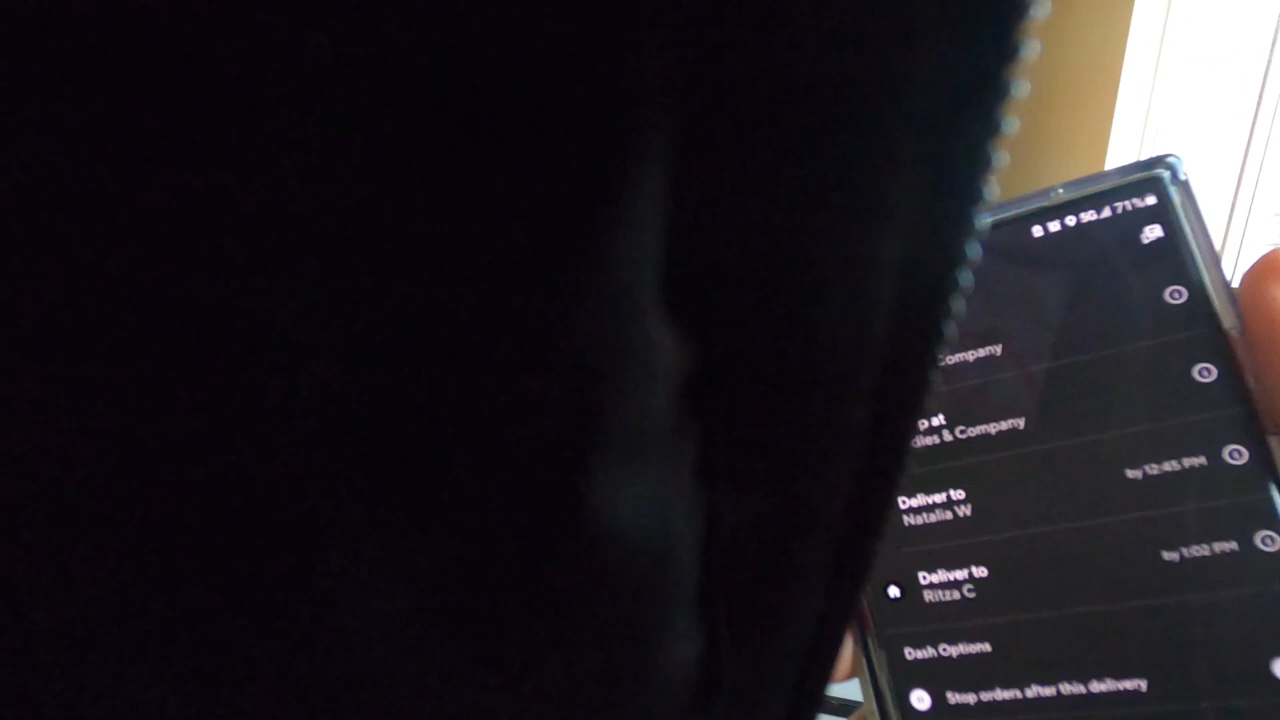 5G 71%
Company
p at
dles & Company
by 12:45 PM
Deliver to
Natalia W
by 1:02 PM
Deliver to
Ritza C
Dash Options
Stop orders after this delivery